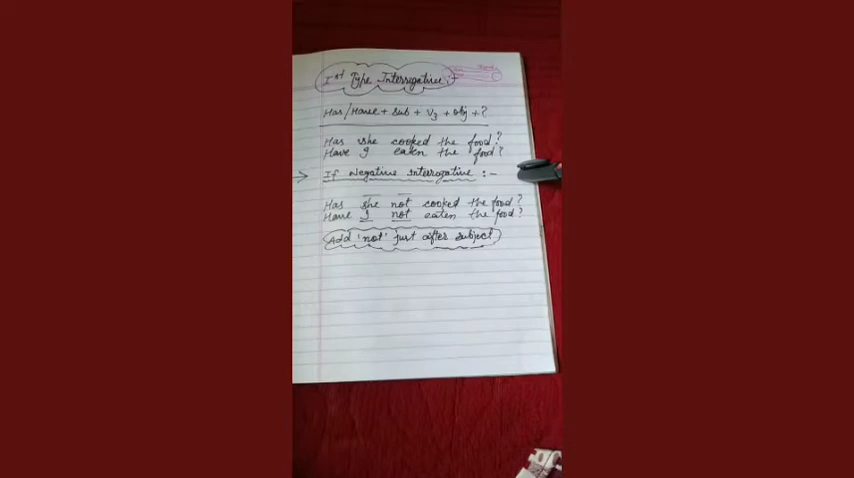 Ist Type Interrogative :-
Has/Have + sub + V3 + obj + ?
Has she cooked the food?
Have I eaten the food?
→ If Negative interrogative :-
Has she not cooked the food?
Have I not eaten the food?
Add 'not' just after subject